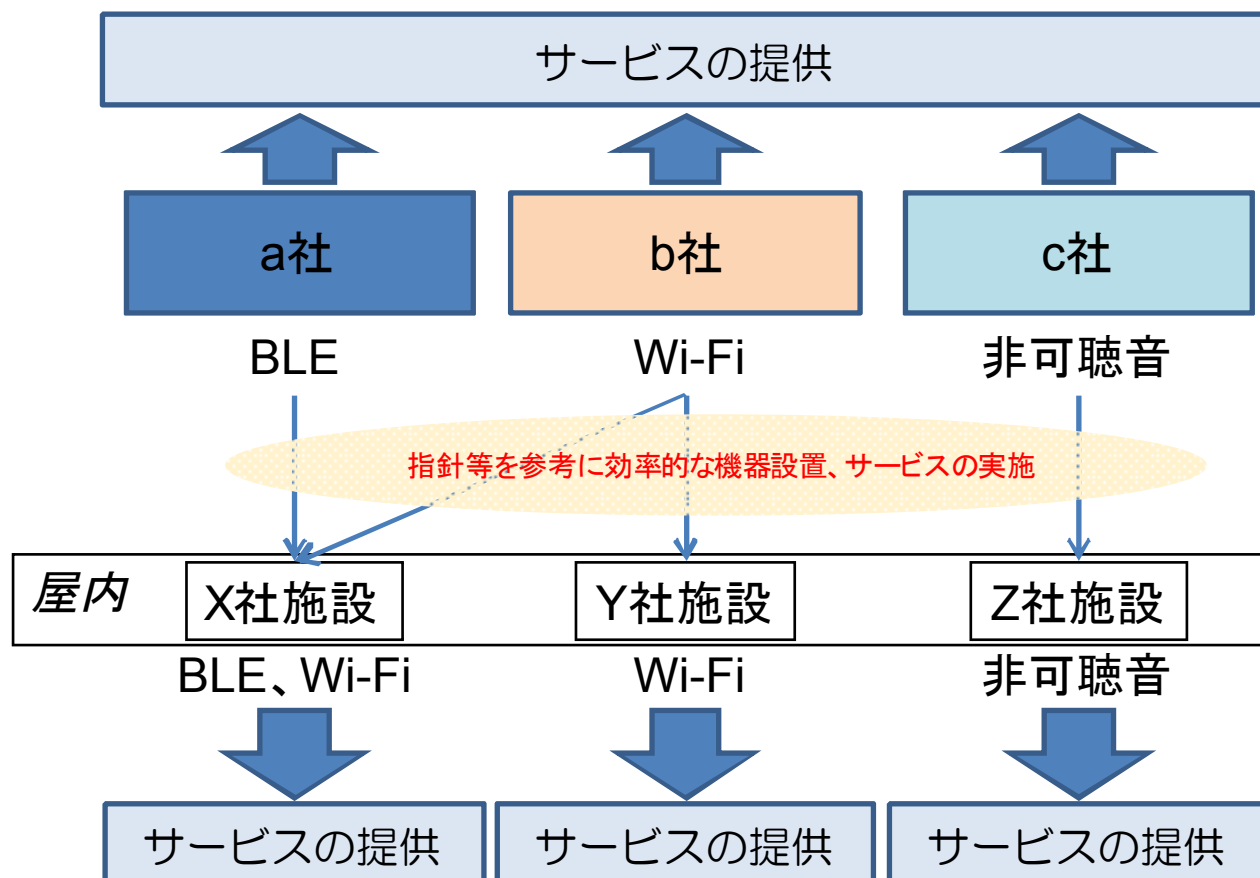 サービスの提供
a社
b社
c社
BLE
Wi-Fi
非可聴音
指針等を参考に効率的な機器設置、サービスの実施
屋内
X社施設
Y社施設
Z社施設
BLE、Wi-Fi
Wi-Fi
非可聴音
サービスの提供
サービスの提供
サービスの提供